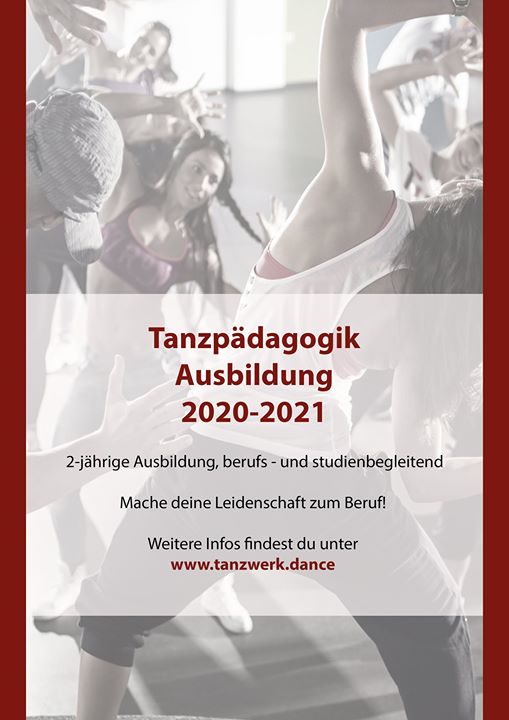 Tanzpädagogik
Ausbildung
2020-2021
2-jährige Ausbildung, berufs - und studienbegleitend
Mache deine Leidenschaft zum Beruf!
Weitere Infos findest du unter
www.tanzwerk.dance